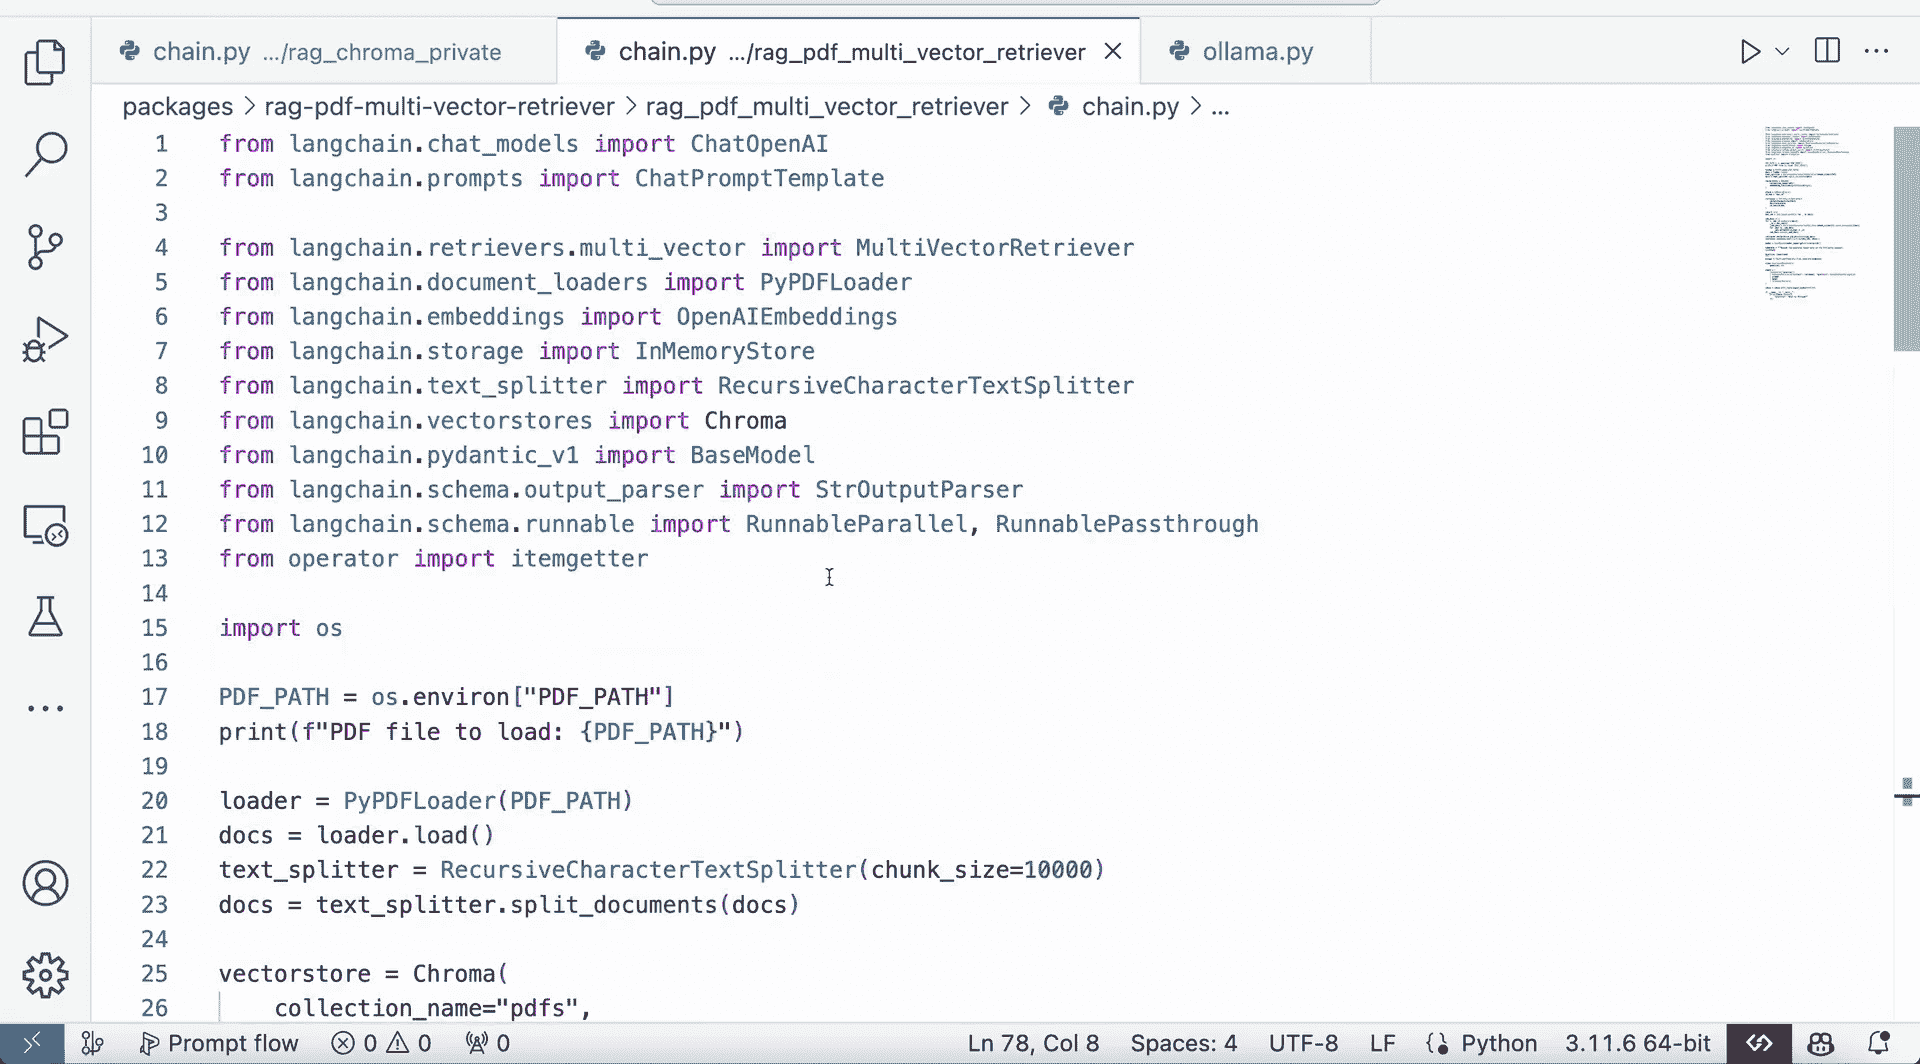 chain.py .../rag_chroma_private
chain.py .../rag_pdf_multi_vector_retriever
ollama.py
packages > rag-pdf-multi-vector-retriever > rag_pdf_multi_vector_retriever > chain.py > ...
1 from langchain.chat_models import ChatOpenAI
2 from langchain.prompts import ChatPromptTemplate
3
4 from langchain.retrievers.multi_vector import MultiVectorRetriever
5 from langchain.document_loaders import PyPDFLoader
6 from langchain.embeddings import OpenAIEmbeddings
7 from langchain.storage import InMemoryStore
8 from langchain.text_splitter import RecursiveCharacterTextSplitter
9 from langchain.vectorstores import Chroma
10 from langchain.pydantic_v1 import BaseModel
11 from langchain.schema.output_parser import StrOutputParser
12 from langchain.schema.runnable import RunnableParallel, RunnablePassthrough
13 from operator import itemgetter
14
15 import os
16
17 PDF_PATH = os.environ["PDF_PATH"]
18 print(f"PDF file to load: {PDF_PATH}")
19
20 loader = PyPDFLoader(PDF_PATH)
21 docs = loader.load()
22 text_splitter = RecursiveCharacterTextSplitter(chunk_size=10000)
23 docs = text_splitter.split_documents(docs)
24
25 vectorstore = Chroma(
26     collection_name="pdfs",
Prompt flow 0 0 0 Ln 78, Col 8 Spaces: 4 UTF-8 LF Python 3.11.6 64-bit